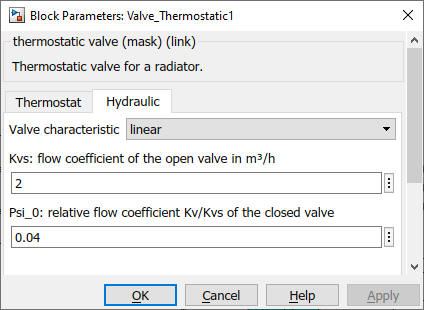 Block Parameters: Valve_Thermostatic1
thermostatic valve (mask) (link)
Thermostatic valve for a radiator.
Thermostat Hydraulic
Valve characteristic linear
Kvs: flow coefficient of the open valve in m³/h
2
Psi_0: relative flow coefficient Kv/Kvs of the closed valve
0.04
OK Cancel Help Apply